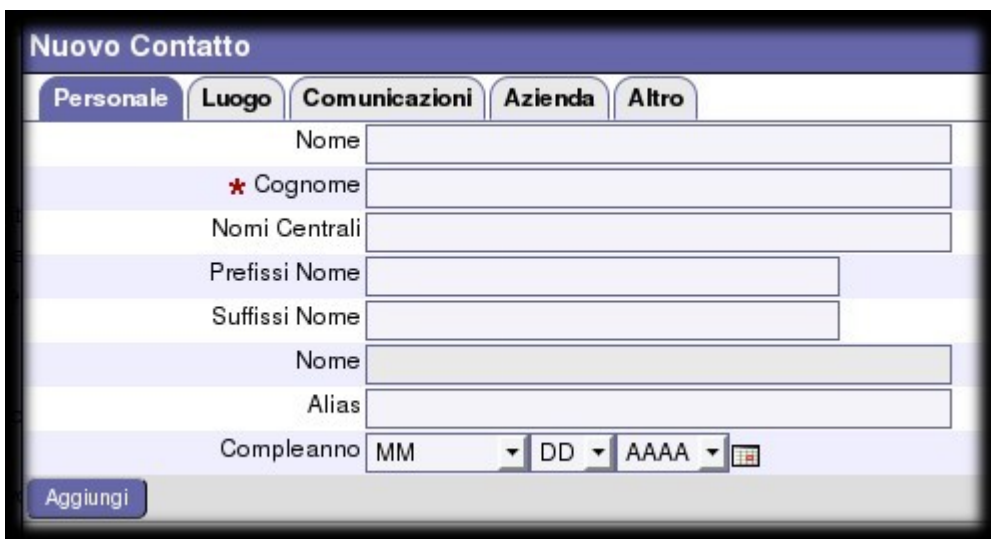 Nuovo Contatto
Personale Luogo Comunicazioni Azienda Altro
Nome
* Cognome
Nomi Centrali
Prefissi Nome
Suffissi Nome
Nome
Alias
Compleanno MM DD AAAA
Aggiungi